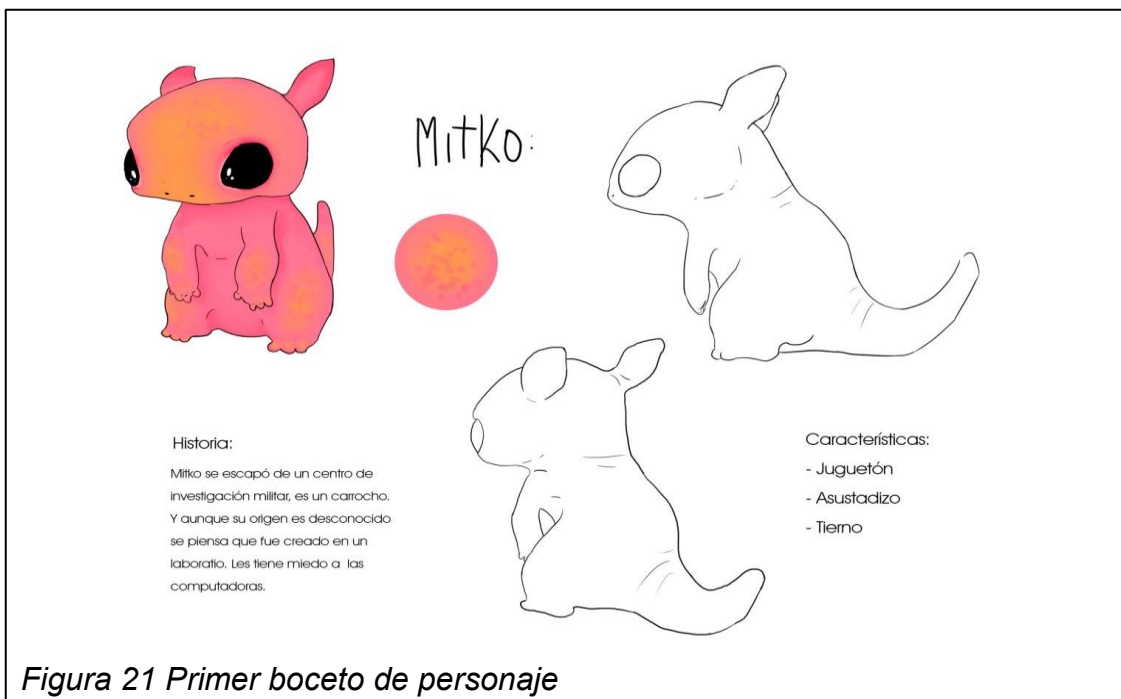 Mitko:
Historia:
Mitko se escapó de un centro de
investigación militar, es un carrocho.
Y aunque su origen es desconocido
se piensa que fue creado en un
laboratio. Les tiene miedo a las
computadoras.
Características:
- Juguetón
- Asustadizo
- Tierno
Figura 21 Primer boceto de personaje